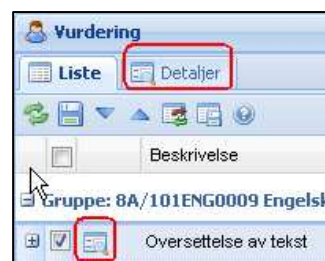 Vurdering
Liste Detaljer
Beskrivelse
Gruppe: 8A/101ENG0009 Engelsk
Oversettelse av tekst